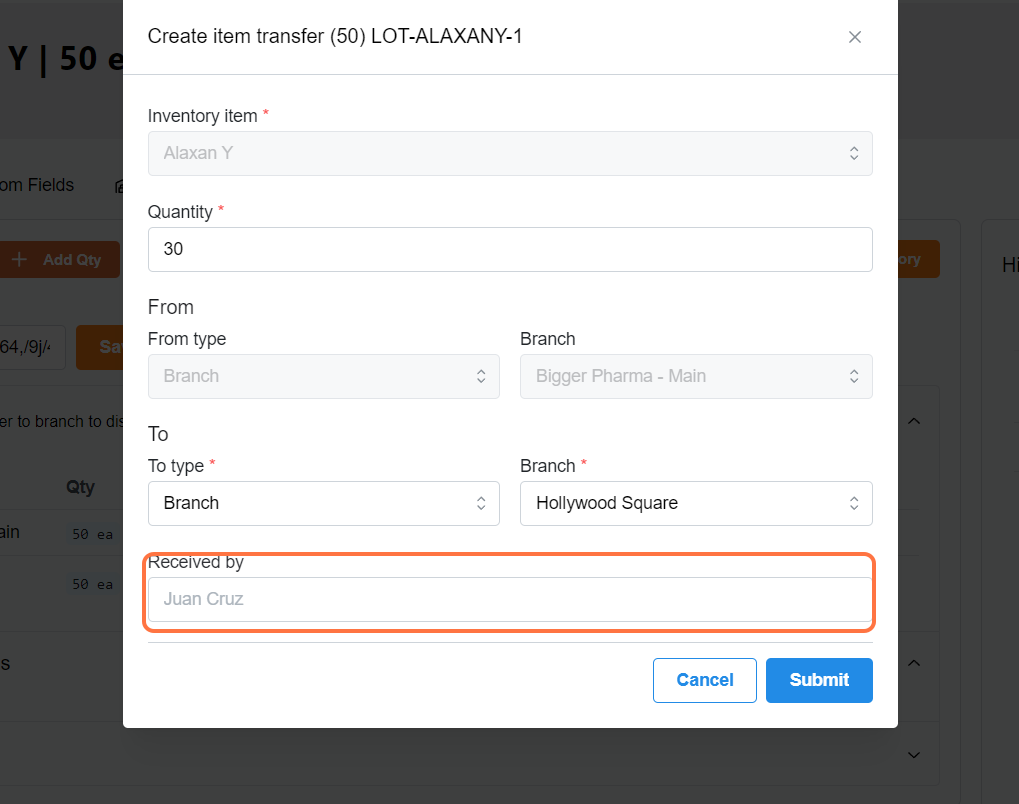 Create item transfer (50) LOT-ALAXANY-1
Y | 50 e
Inventory item *
Alaxan Y
om Fields
Quantity *
30
Add Qty
ory
Hi
From
From type
Branch
Branch
Bigger Pharma - Main
64,/9j/4
Sa
er to branch to dis
To
To type *
Branch *
Branch
Hollywood Square
Qty
ain
50 ea
Received by
Juan Cruz
50 ea
s
Cancel
Submit